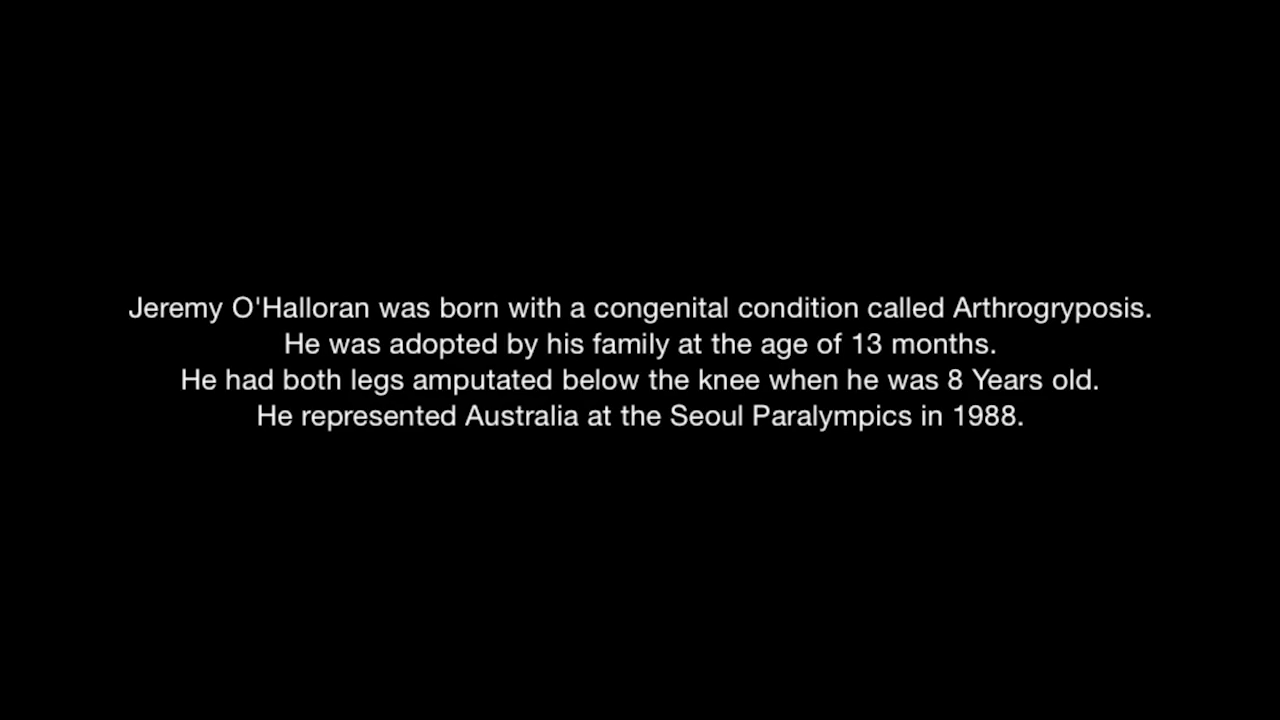 Jeremy O'Halloran was born with a congenital condition called Arthrogryposis.
He was adopted by his family at the age of 13 months.
He had both legs amputated below the knee when he was 8 Years old.
He represented Australia at the Seoul Paralympics in 1988.